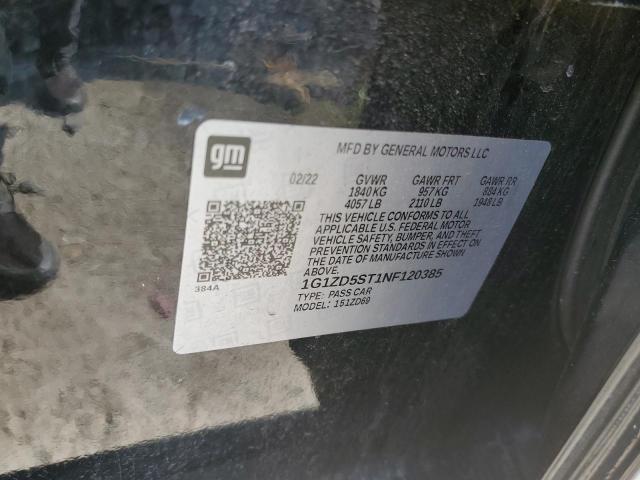 gm
MFD BY GENERAL MOTORS LLC
02/22 GVWR GAWR FRT GAWR RR
1840 KG 957 KG 884 KG
4057 LB 2110 LB 1948 LB
THIS VEHICLE CONFORMS TO ALL
APPLICABLE U.S. FEDERAL MOTOR
VEHICLE SAFETY, BUMPER, AND THEFT
PREVENTION STANDARDS IN EFFECT ON
THE DATE OF MANUFACTURE SHOWN
ABOVE.
384A
1G1ZD5ST1NF120385
TYPE: PASS CAR
MODEL: 1S1ZD69